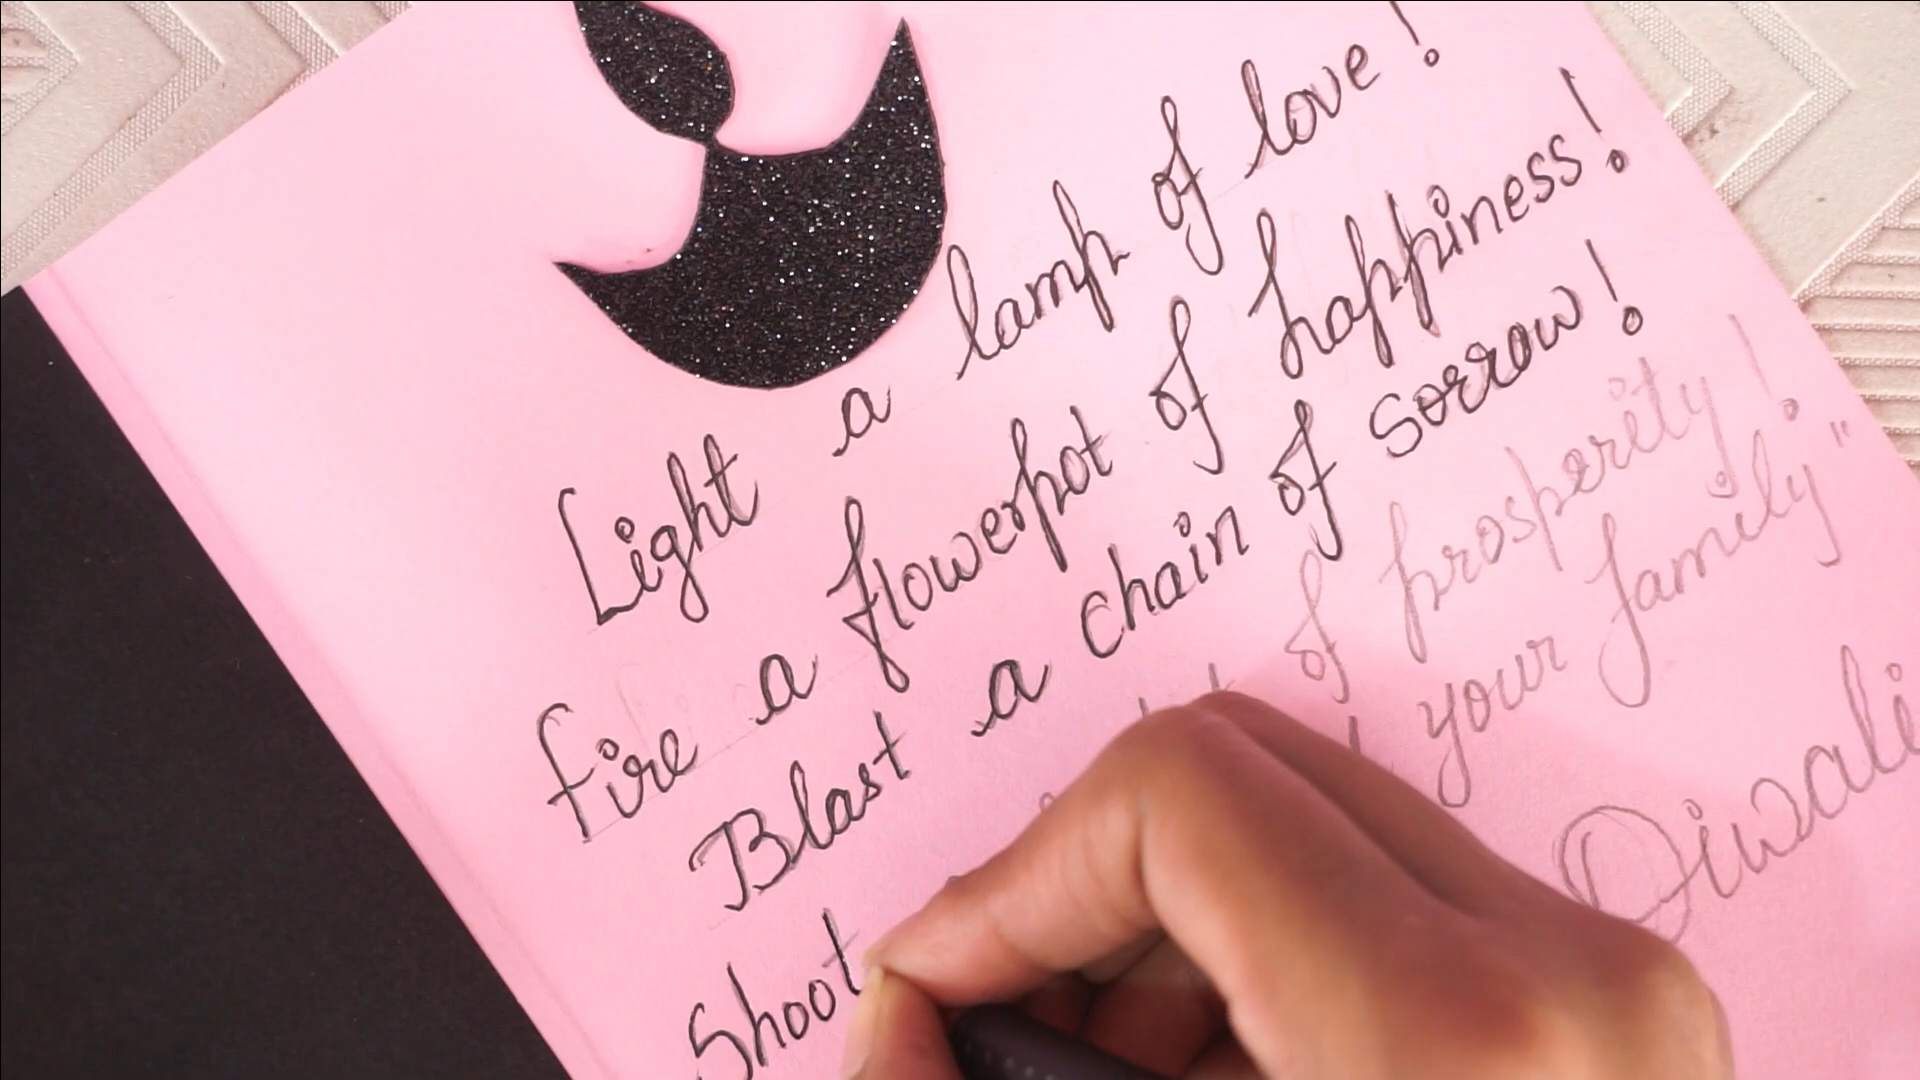 Light a lamp of love!
Fire a flowerpot of happiness!
Blast a chain of sorrow!
Shoot of prosperity!
your family"
Diwali